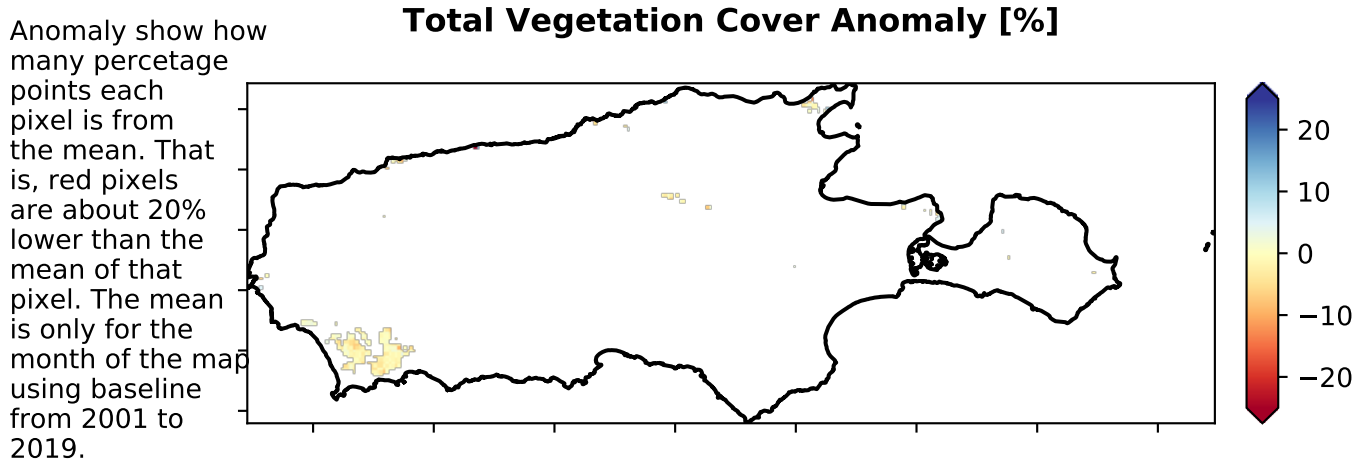 Total Vegetation Cover Anomaly [%]
Anomaly show how
many percetage
points each
pixel is from
the mean. That
is, red pixels
are about 20%
lower than the
mean of that
pixel. The mean
is only for the
month of the map
using baseline
from 2001 to
2019.
20
10
0
−10
−20